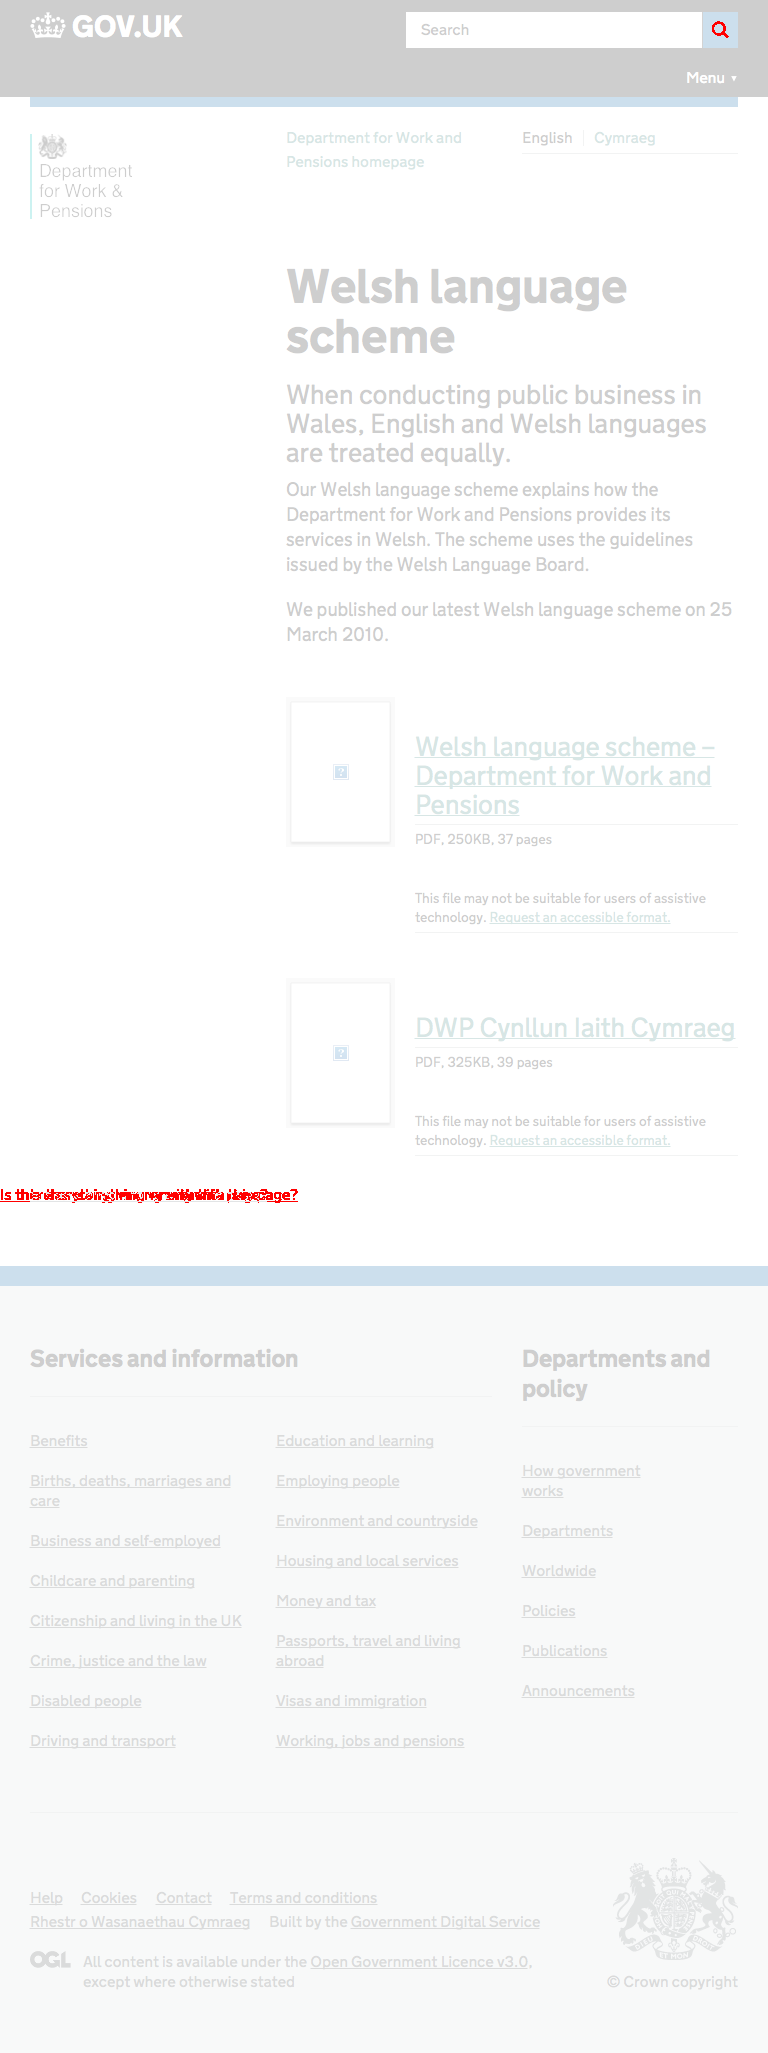 GOV.UK
Search
Menu ▼
Department for Work and
Pensions homepage
English
Cymraeg
Department
for Work &
Pensions
Welsh language
scheme
When conducting public business in
Wales, English and Welsh languages
are treated equally.
Our Welsh language scheme explains how the
Department for Work and Pensions provides its
services in Welsh. The scheme uses the guidelines
issued by the Welsh Language Board.
We published our latest Welsh language scheme on 25
March 2010.
Welsh language scheme –
Department for Work and
Pensions
PDF, 250KB, 37 pages
This file may not be suitable for users of assistive
technology. Request an accessible format.
DWP Cynllun Iaith Cymraeg
PDF, 325KB, 39 pages
This file may not be suitable for users of assistive
technology. Request an accessible format.
Services and information
Benefits
Births, deaths, marriages and
care
Business and self-employed
Childcare and parenting
Citizenship and living in the UK
Crime, justice and the law
Disabled people
Driving and transport
Education and learning
Employing people
Environment and countryside
Housing and local services
Money and tax
Passports, travel and living
abroad
Visas and immigration
Working, jobs and pensions
Departments and
policy
How government
works
Departments
Worldwide
Policies
Publications
Announcements
Help Cookies Contact Terms and conditions
Rhestr o Wasanaethau Cymraeg Built by the Government Digital Service
OGL All content is available under the Open Government Licence v3.0,
except where otherwise stated
© Crown copyright